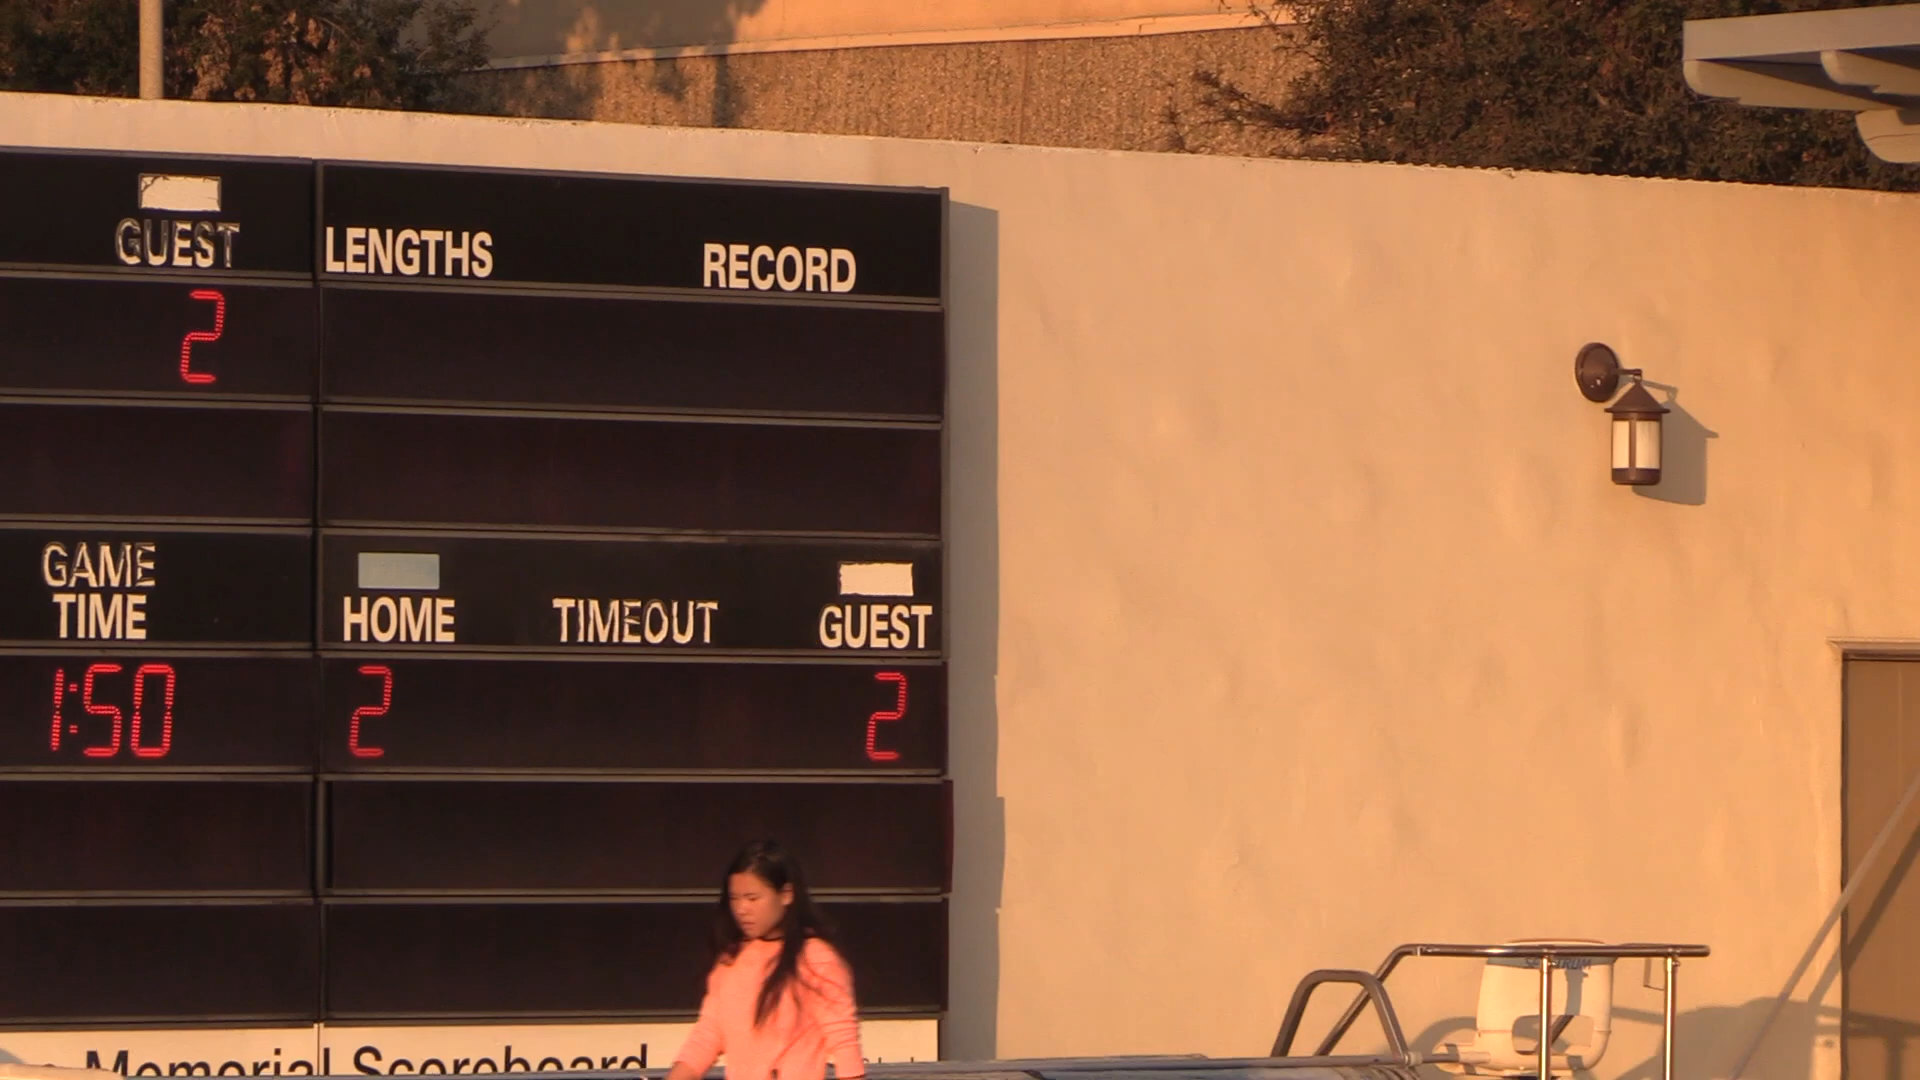 GUEST
LENGTHS RECORD
2
GAME
TIME
HOME TIMEOUT GUEST
1:50 2 2
Memorial Scoreboard